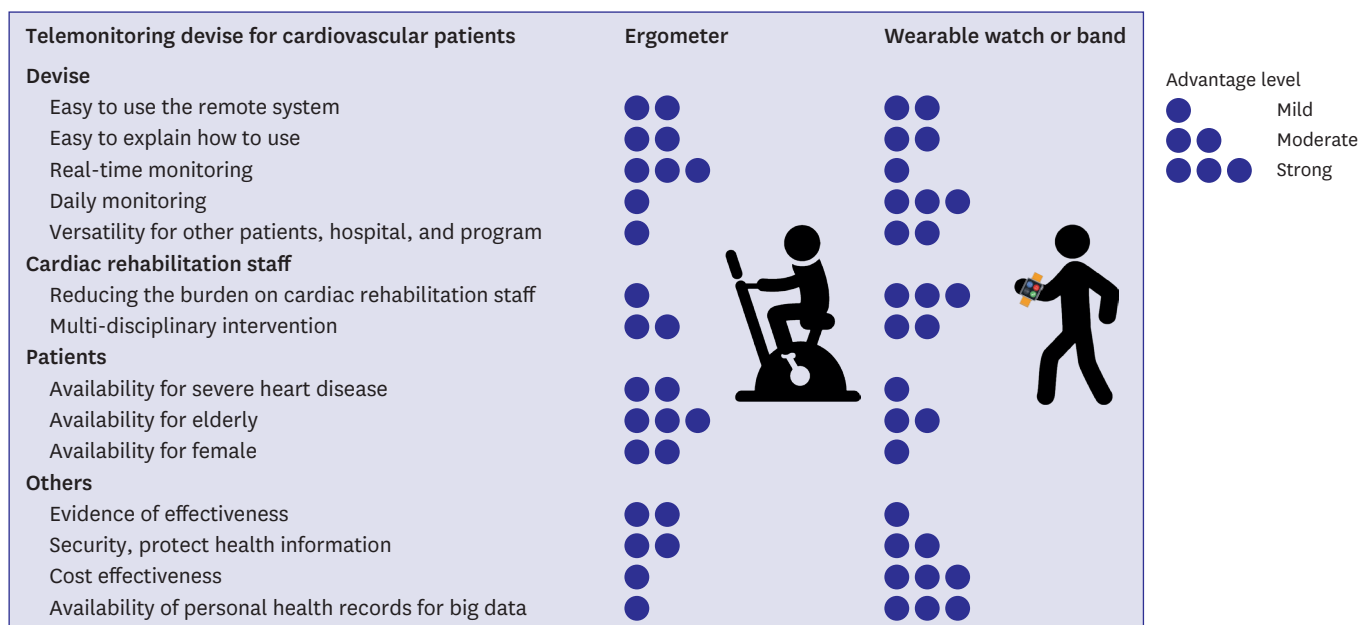 Telemonitoring devise for cardiovascular patients Ergometer Wearable watch or band
Devise
Easy to use the remote system
Easy to explain how to use
Real-time monitoring
Daily monitoring
Versatility for other patients, hospital, and program
Cardiac rehabilitation staff
Reducing the burden on cardiac rehabilitation staff
Multi-disciplinary intervention
Patients
Availability for severe heart disease
Availability for elderly
Availability for female
Others
Evidence of effectiveness
Security, protect health information
Cost effectiveness
Availability of personal health records for big data
Advantage level
Mild
Moderate
Strong